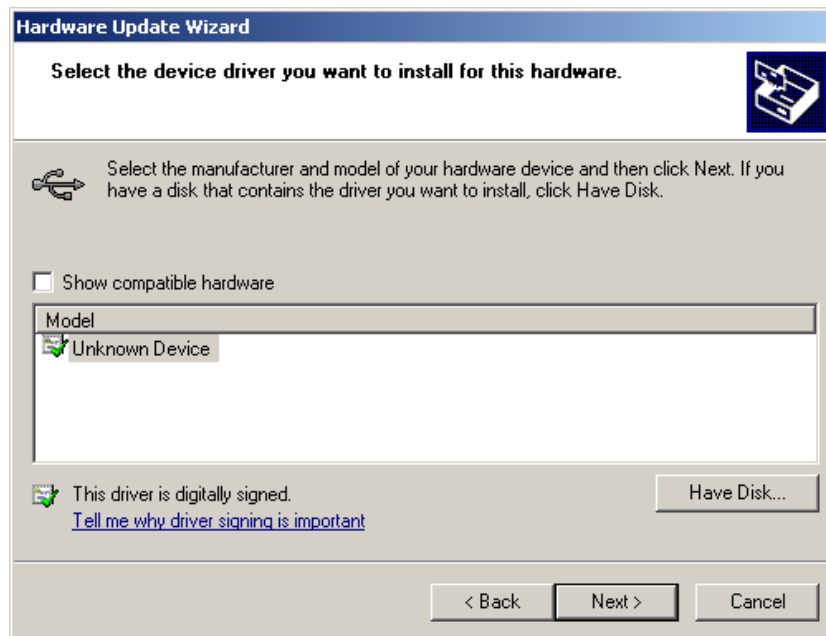 Hardware Update Wizard
Select the device driver you want to install for this hardware.
Select the manufacturer and model of your hardware device and then click Next. If you
have a disk that contains the driver you want to install, click Have Disk.
Show compatible hardware
Model
Unknown Device
This driver is digitally signed.
Have Disk...
Tell me why driver signing is important
< Back
Next >
Cancel